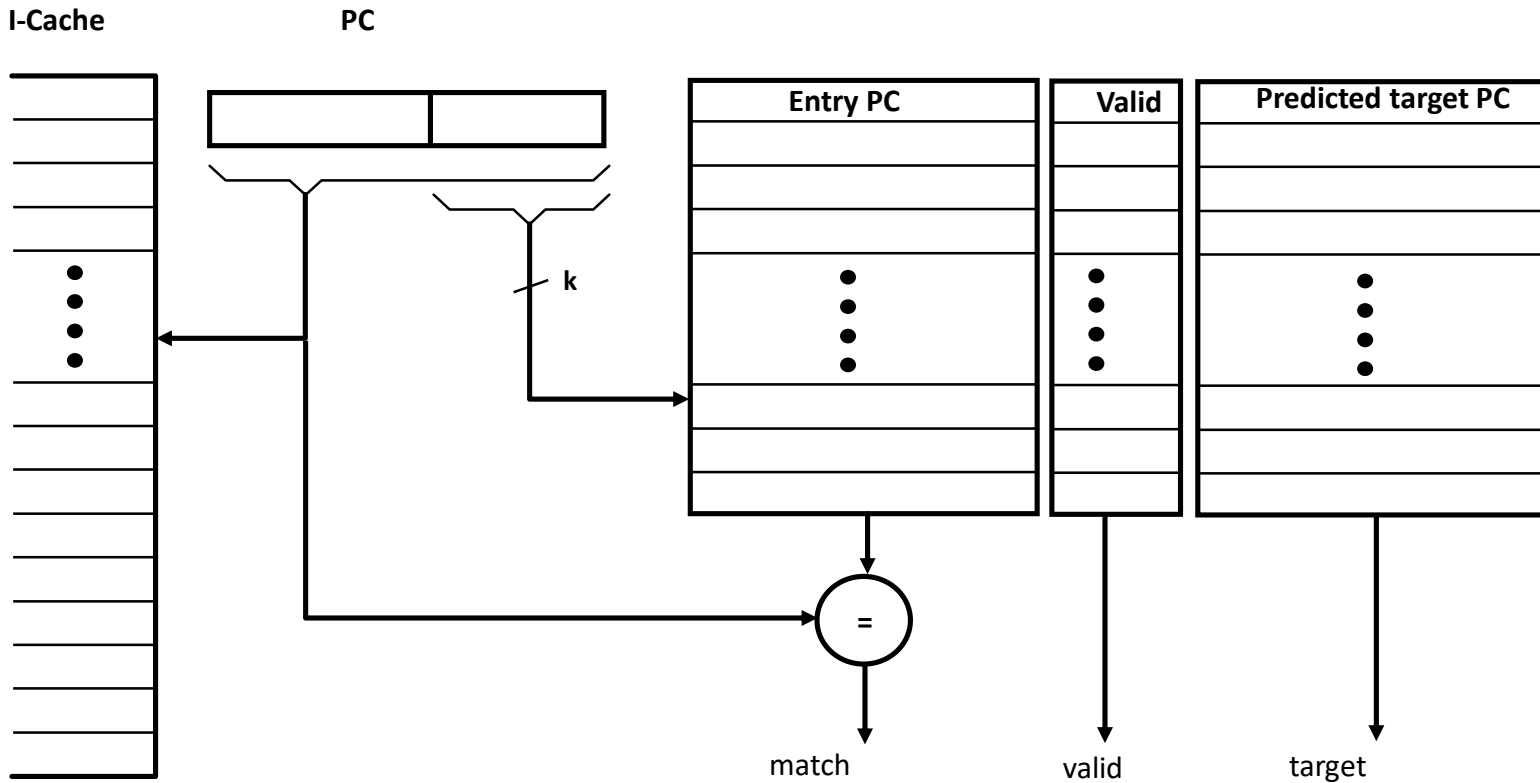 I-Cache
PC
Entry PC
Valid
Predicted target PC
k
=
match
valid
target